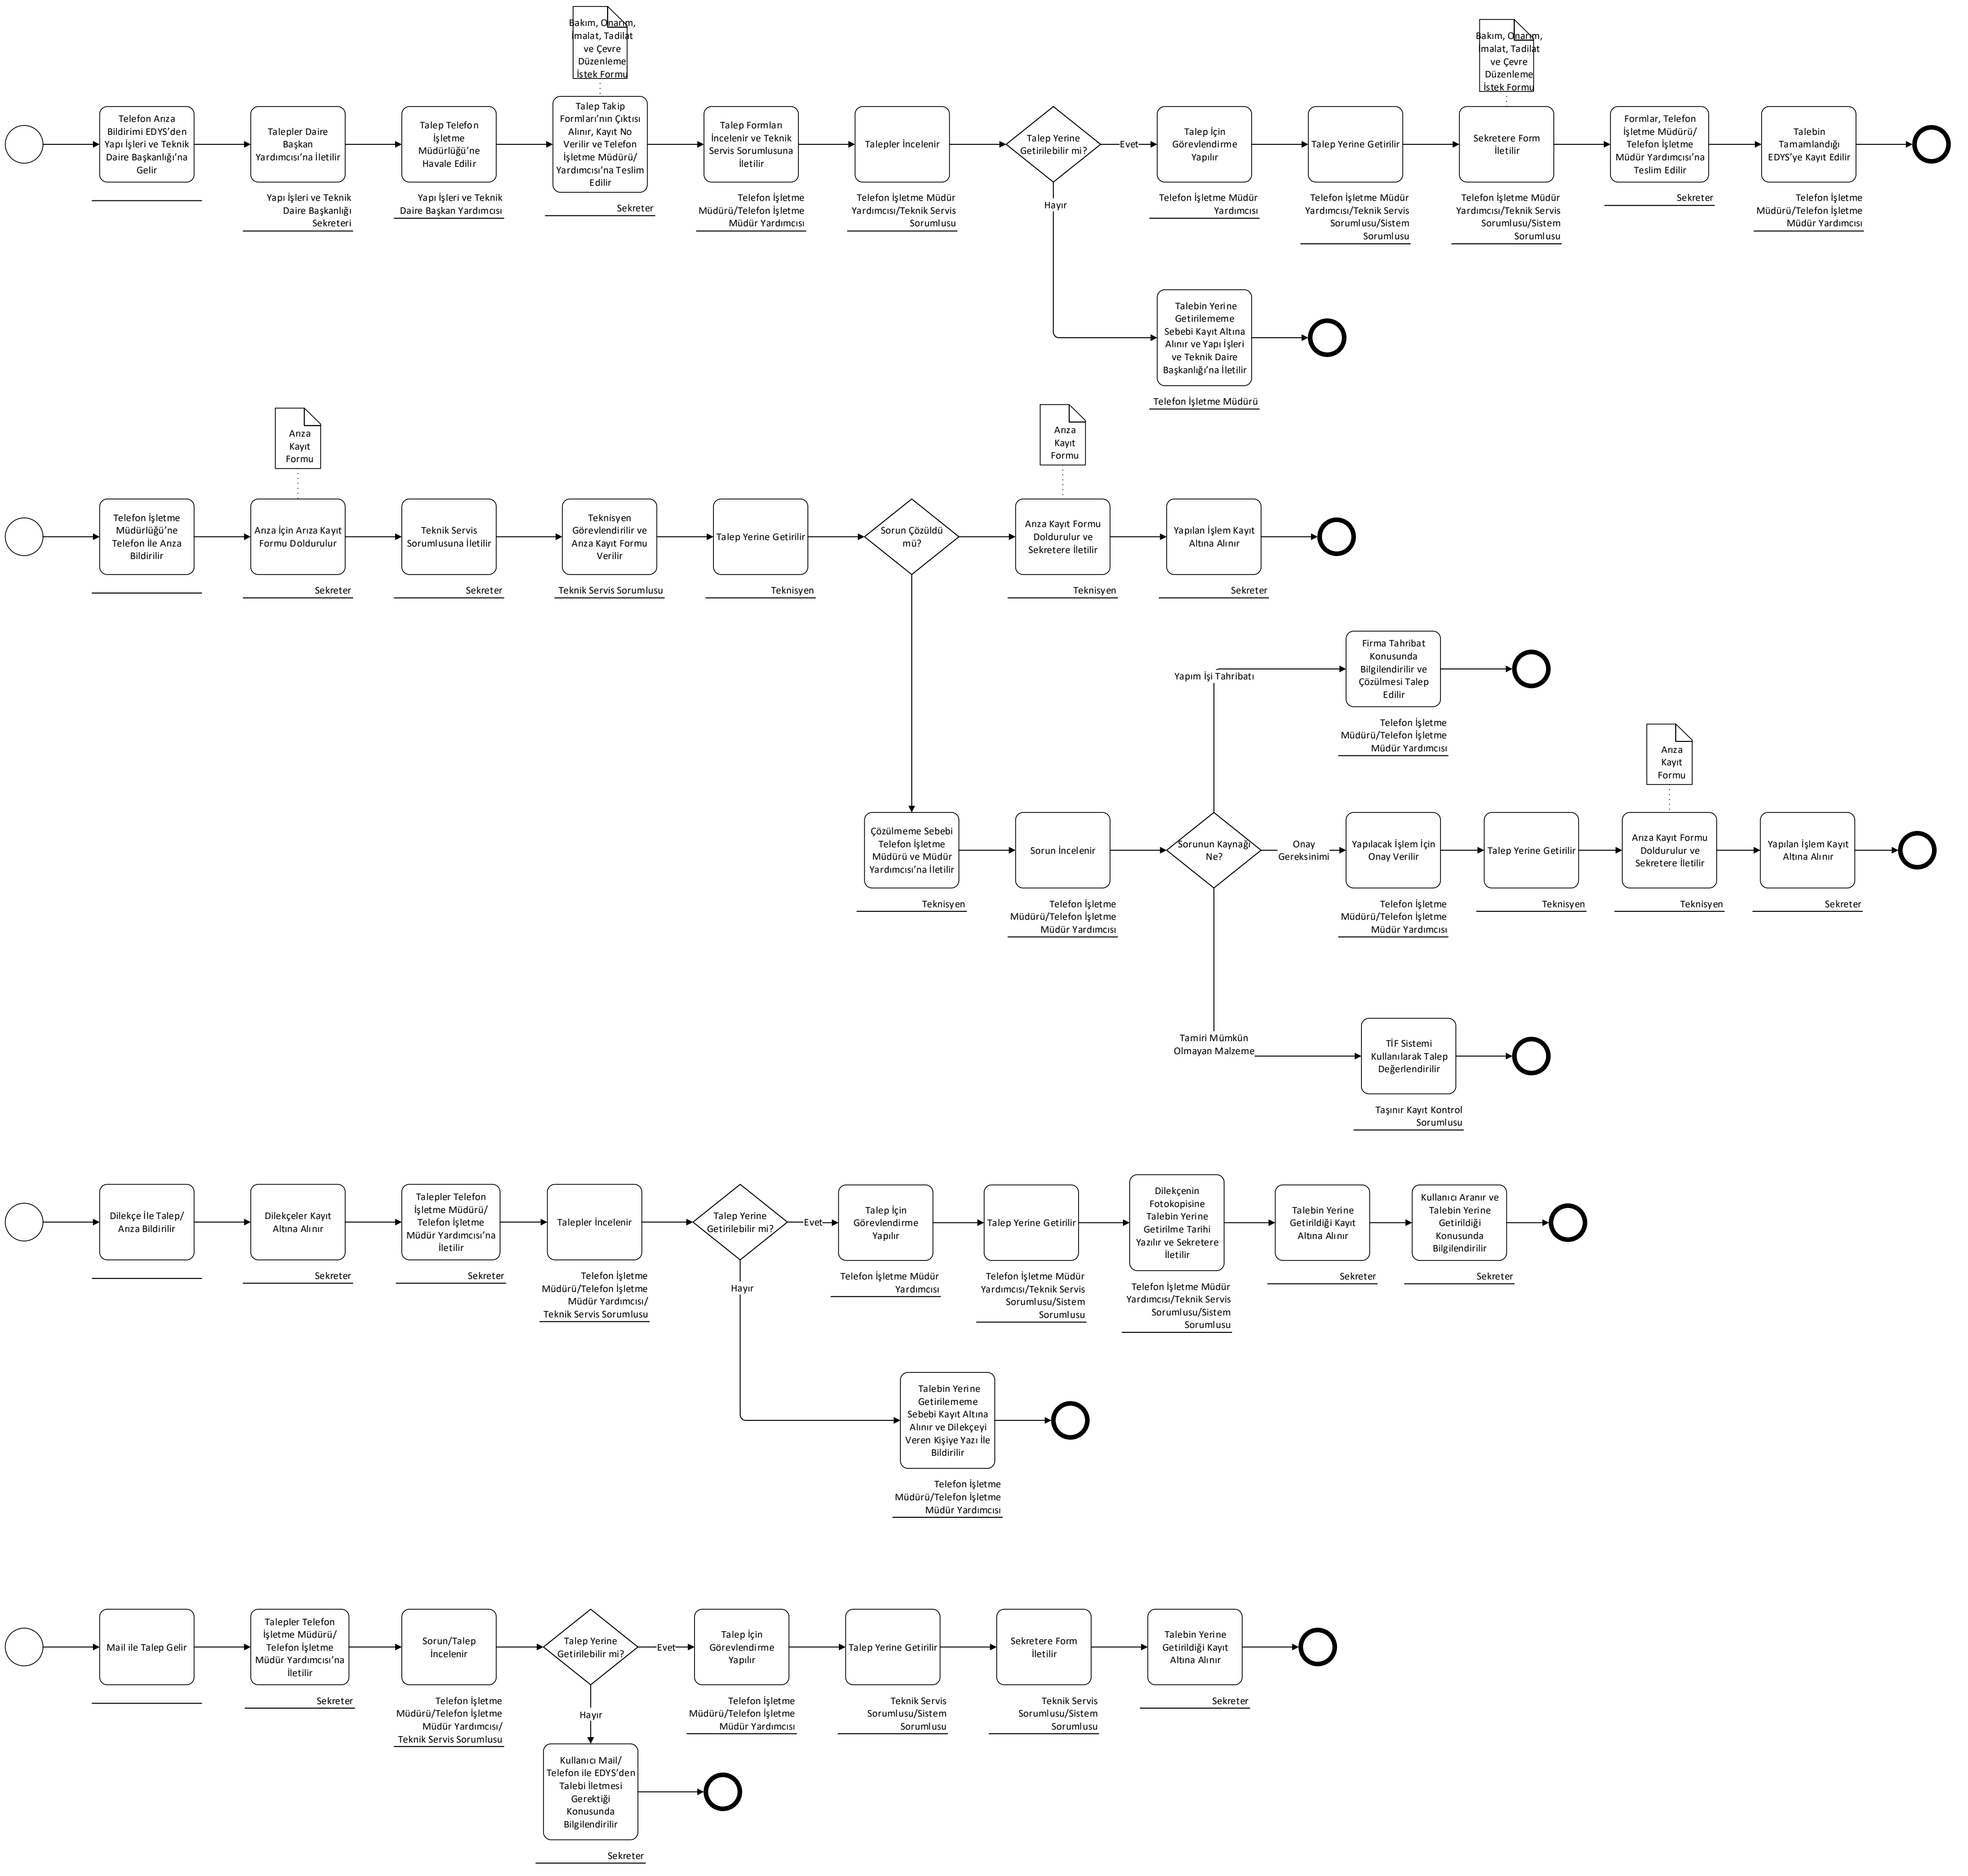 Bakım, Onarım,
İmalat, Tadilat
ve Çevre
Düzenleme
İstek Formu
Bakım, Onarım,
İmalat, Tadilat
ve Çevre
Düzenleme
İstek Formu
Telefon Arıza
Bildirimi EDYS’den
Yapı İşleri ve Teknik
Daire Başkanlığı’na
Gelir
Talepler Daire
Başkan
Yardımcısı’na İletilir
Yapı İşleri ve Teknik
Daire Başkanlığı
Sekreteri
Talep Telefon
İşletme
Müdürlüğü’ne
Havale Edilir
Yapı İşleri ve Teknik
Daire Başkan Yardımcısı
Talep Takip
Formları’nın Çıktısı
Alınır, Kayıt No
Verilir ve Telefon
İşletme Müdürü/
Yardımcısı’na Teslim
Edilir
Sekreter
Talep Formları
İncelenir ve Teknik
Servis Sorumlusuna
İletilir
Telefon İşletme
Müdürü/Telefon İşletme
Müdür Yardımcısı
Talepler İncelenir
Telefon İşletme Müdür
Yardımcısı/Teknik Servis
Sorumlusu
Talep Yerine
Getirilebilir mi?
Evet
Hayır
Talep İçin
Görevlendirme
Yapılır
Telefon İşletme Müdür
Yardımcısı
Talep Yerine Getirilir
Telefon İşletme Müdür
Yardımcısı/Teknik Servis
Sorumlusu/Sistem
Sorumlusu
Sekretere Form
İletilir
Telefon İşletme Müdür
Yardımcısı/Teknik Servis
Sorumlusu/Sistem
Sorumlusu
Formlar, Telefon
İşletme Müdürü/
Telefon İşletme
Müdür Yardımcısı’na
Teslim Edilir
Sekreter
Talebin
Tamamlandığı
EDYS’ye Kayıt Edilir
Telefon İşletme
Müdürü/Telefon İşletme
Müdür Yardımcısı
Talebin Yerine
Getirilememe
Sebebi Kayıt Altına
Alınır ve Yapı İşleri
ve Teknik Daire
Başkanlığı’na İletilir
Telefon İşletme Müdürü
Arıza
Kayıt
Formu
Arıza
Kayıt
Formu
Telefon İşletme
Müdürlüğü’ne
Telefon İle Arıza
Bildirilir
Arıza İçin Arıza Kayıt
Formu Doldurulur
Sekreter
Teknik Servis
Sorumlusuna İletilir
Sekreter
Teknisyen
Görevlendirilir ve
Arıza Kayıt Formu
Verilir
Teknik Servis Sorumlusu
Talep Yerine Getirilir
Teknisyen
Sorun Çözüldü
mü?
Arıza Kayıt Formu
Doldurulur ve
Sekretere İletilir
Teknisyen
Yapılan İşlem Kayıt
Altına Alınır
Sekreter
Yapım İşi Tahribatı
Firma Tahribat
Konusunda
Bilgilendirilir ve
Çözülmesi Talep
Edilir
Telefon İşletme
Müdürü/Telefon İşletme
Müdür Yardımcısı
Arıza
Kayıt
Formu
Çözülmeme Sebebi
Telefon İşletme
Müdürü ve Müdür
Yardımcısı’na İletilir
Teknisyen
Sorun İncelenir
Telefon İşletme
Müdürü/Telefon İşletme
Müdür Yardımcısı
Sorunun Kaynağı
Ne?
Onay
Gereksinimi
Yapılacak İşlem İçin
Onay Verilir
Telefon İşletme
Müdürü/Telefon İşletme
Müdür Yardımcısı
Talep Yerine Getirilir
Teknisyen
Arıza Kayıt Formu
Doldurulur ve
Sekretere İletilir
Teknisyen
Yapılan İşlem Kayıt
Altına Alınır
Sekreter
Tamiri Mümkün
Olmayan Malzeme
TİF Sistemi
Kullanılarak Talep
Değerlendirilir
Taşınır Kayıt Kontrol
Sorumlusu
Dilekçe İle Talep/
Arıza Bildirilir
Dilekçeler Kayıt
Altına Alınır
Sekreter
Talepler Telefon
İşletme Müdürü/
Telefon İşletme
Müdür Yardımcısı’na
İletilir
Sekreter
Talepler İncelenir
Telefon İşletme
Müdürü/Telefon İşletme
Müdür Yardımcısı/
Teknik Servis Sorumlusu
Talep Yerine
Getirilebilir mi?
Evet
Hayır
Talep İçin
Görevlendirme
Yapılır
Telefon İşletme Müdür
Yardımcısı
Talep Yerine Getirilir
Telefon İşletme Müdür
Yardımcısı/Teknik Servis
Sorumlusu/Sistem
Sorumlusu
Dilekçenin
Fotokopisine
Talebin Yerine
Getirilme Tarihi
Yazılır ve Sekretere
İletilir
Telefon İşletme Müdür
Yardımcısı/Teknik Servis
Sorumlusu/Sistem
Sorumlusu
Talebin Yerine
Getirildiği Kayıt
Altına Alınır
Sekreter
Kullanıcı Aranır ve
Talebin Yerine
Getirildiği
Konusunda
Bilgilendirilir
Sekreter
Talebin Yerine
Getirilememe
Sebebi Kayıt Altına
Alınır ve Dilekçeyi
Veren Kişiye Yazı İle
Bildirilir
Telefon İşletme
Müdürü/Telefon İşletme
Müdür Yardımcısı
Mail ile Talep Gelir
Talepler Telefon
İşletme Müdürü/
Telefon İşletme
Müdür Yardımcısı’na
İletilir
Sekreter
Sorun/Talep
İncelenir
Telefon İşletme
Müdürü/Telefon İşletme
Müdür Yardımcısı/
Teknik Servis Sorumlusu
Talep Yerine
Getirilebilir mi?
Evet
Hayır
Talep İçin
Görevlendirme
Yapılır
Telefon İşletme
Müdürü/Telefon İşletme
Müdür Yardımcısı
Talep Yerine Getirilir
Teknik Servis
Sorumlusu/Sistem
Sorumlusu
Sekretere Form
İletilir
Teknik Servis
Sorumlusu/Sistem
Sorumlusu
Talebin Yerine
Getirildiği Kayıt
Altına Alınır
Sekreter
Kullanıcı Mail/
Telefon ile EDYS’den
Talebi İletmesi
Gerektiği
Konusunda
Bilgilendirilir
Sekreter